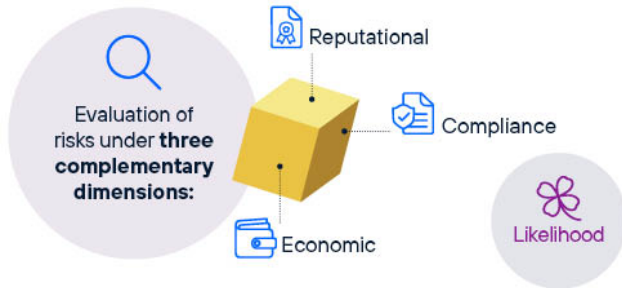 Evaluation of
risks under three
complementary
dimensions:
Reputational
Compliance
Economic
Likelihood